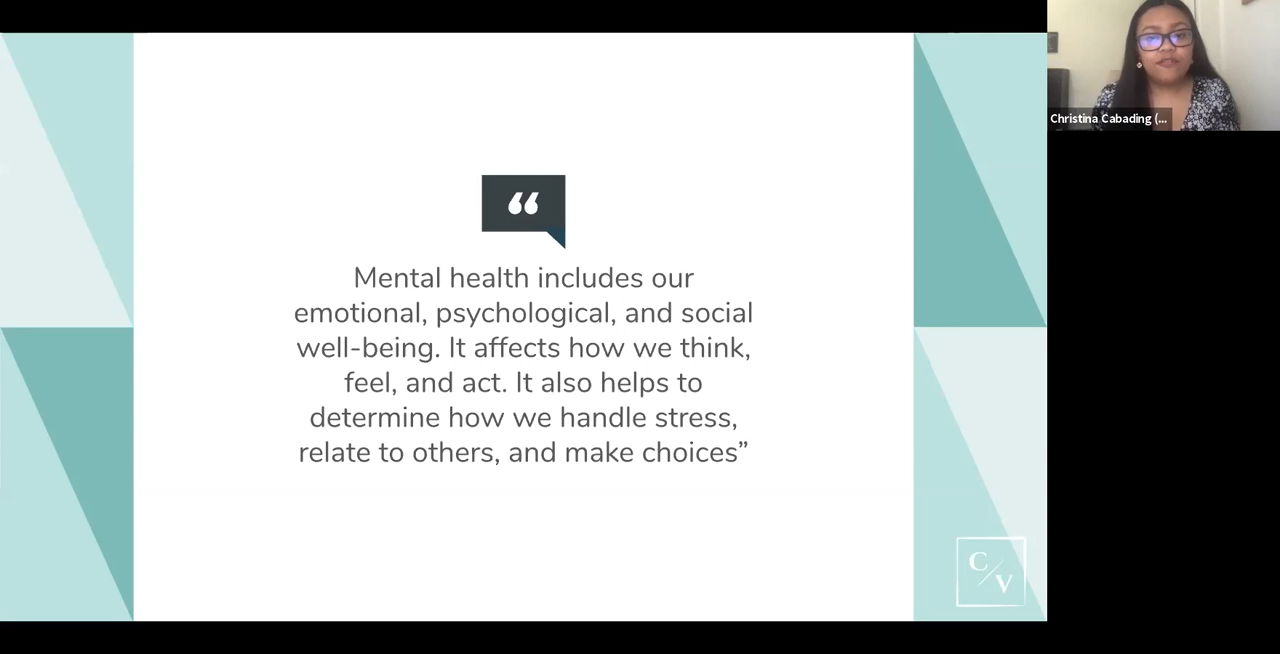 “
Mental health includes our
emotional, psychological, and social
well-being. It affects how we think,
feel, and act. It also helps to
determine how we handle stress,
relate to others, and make choices”
Christina Cabading (...
C/V